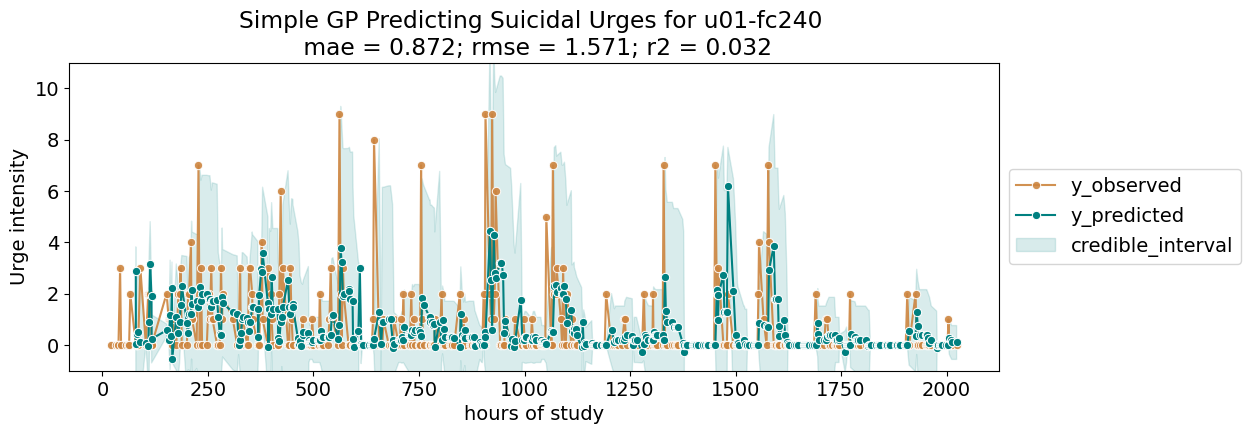 Simple GP Predicting Suicidal Urges for u01-fc240
mae = 0.872; rmse = 1.571; r2 = 0.032
10
8
6
4
2
0
Urge intensity
0 250 500 750 1000 1250 1500 1750 2000
hours of study
y_observed
y_predicted
credible_interval